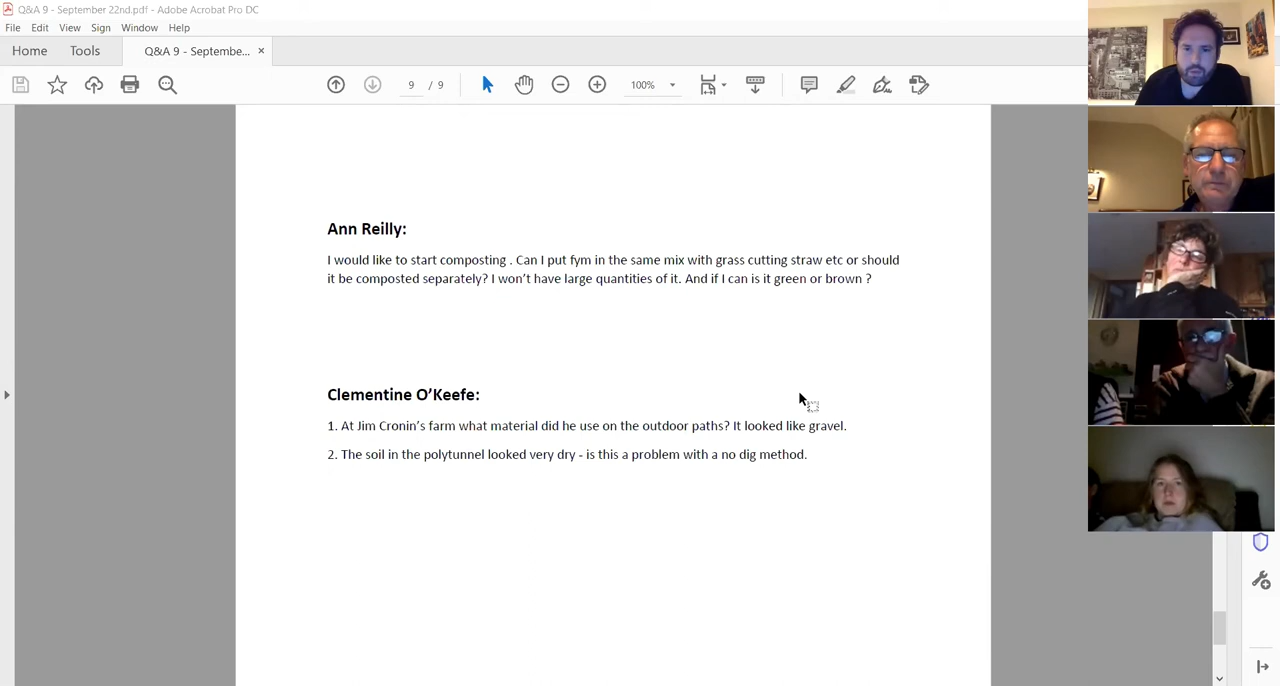 Q&A 9 - September 22nd.pdf - Adobe Acrobat Pro DC
File Edit View Sign Window Help
Home Tools Q&A 9 - Septembe... ×
9 / 9 100%
Ann Reilly:
I would like to start composting . Can I put fym in the same mix with grass cutting straw etc or should
it be composted separately? I won’t have large quantities of it. And if I can is it green or brown ?
Clementine O’Keefe:
1. At Jim Cronin’s farm what material did he use on the outdoor paths? It looked like gravel.
2. The soil in the polytunnel looked very dry - is this a problem with a no dig method.